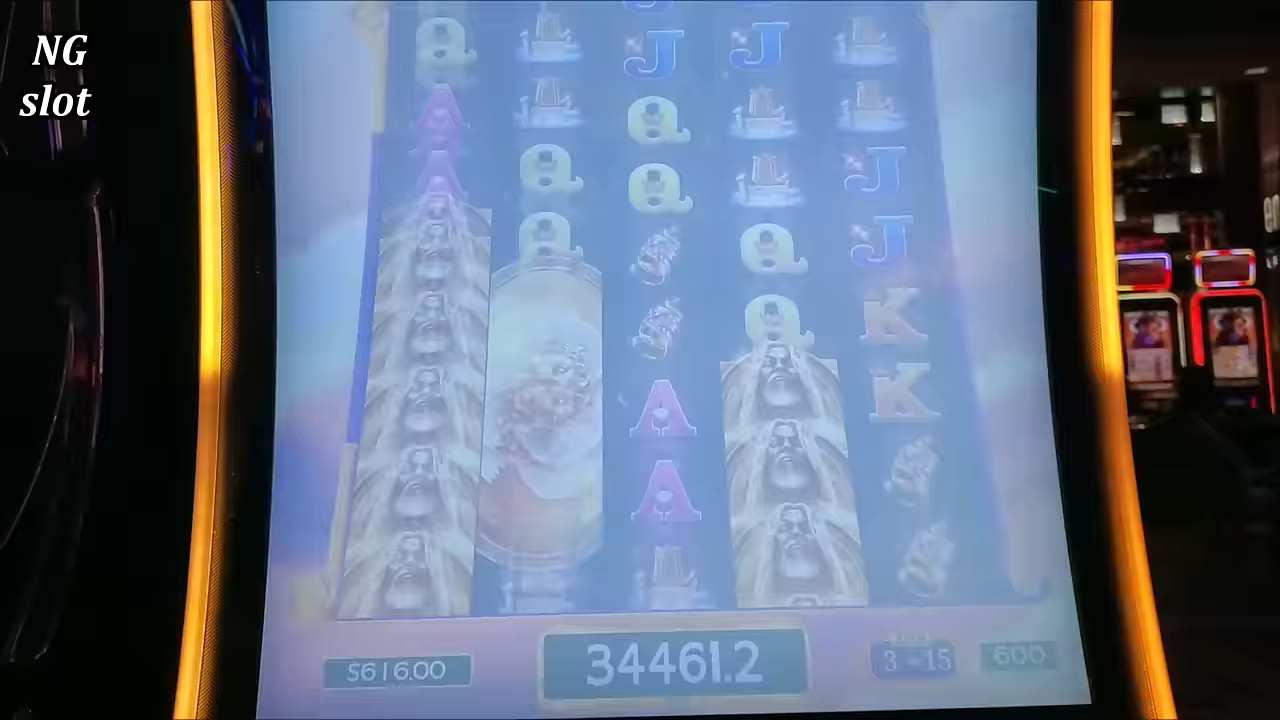 NG
slot
Q J J
A Q
A Q Q J
Q Q J
Q K
A K
A
$616.00 34461.2 3 - 15 600